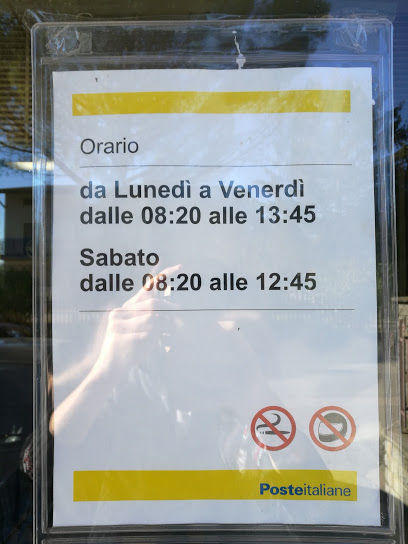 Orario
da Lunedì a Venerdì
dalle 08:20 alle 13:45
Sabato
dalle 08:20 alle 12:45
Posteitaliane